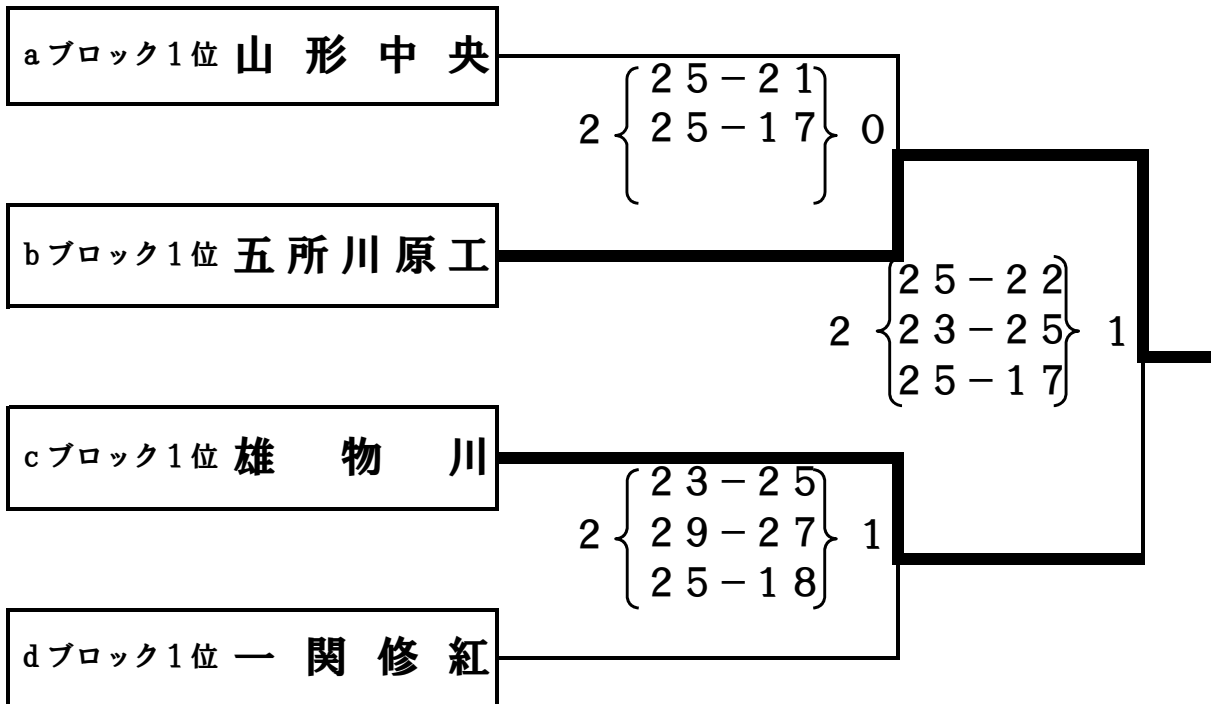 aブロック1位 山形中央
2 25－21 0
25－17
bブロック1位 五所川原工
25－22
2 23－25 1
25－17
cブロック1位 雄物川
23－25
2 29－27 1
25－18
dブロック1位 一関修紅